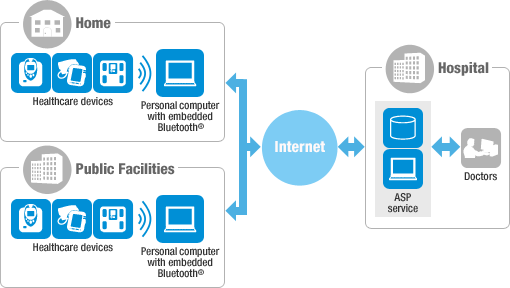 Home
Healthcare devices
Personal computer
with embedded
Bluetooth®
Public Facilities
Healthcare devices
Personal computer
with embedded
Bluetooth®
Internet
Hospital
ASP
service
Doctors